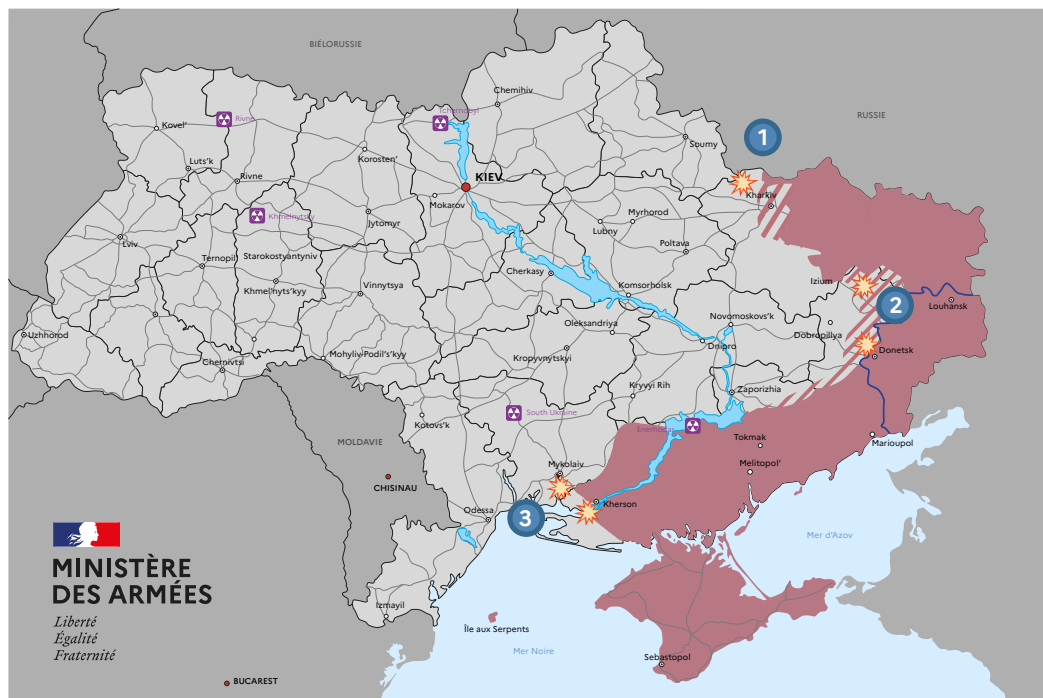 BIÉLORUSSIE
RUSSIE
Chemihiv
Tchernobyl
Rivne
Kovel'
Soumy
1
Korosten'
Luts'k
KIEV
Rivne
Kharkiv
Mokarov
Khmelnytsky
Myrhorod
Jytomyr
Lubny
Lviv
Poltava
Starokostyantyniv
Ternopil
Cherkasy
Izium
Vinnytsya
Komsorholsk
Khmel'nyts'kyy
2
Louhansk
Novomoskovs'k
Oleksandriya
Uzhhorod
Dobropillya
Dnipro
Donetsk
Mohyliv-Podil's'kyy
Kropyvnytskyi
Chernivtsi
Kryvyi Rih
Zaporizhia
South Ukraine
Kotovs'k
Enerhodar
Tokmak
MOLDAVIE
Marioupol
Mykolaiv
Melitopol'
CHISINAU
Kherson
Odessa
3
Mer d'Azov
MINISTÈRE
DES ARMÉES
Izmayil
Liberté
Île aux Serpents
Égalité
Mer Noire
Fraternité
Sebastopol
BUCAREST